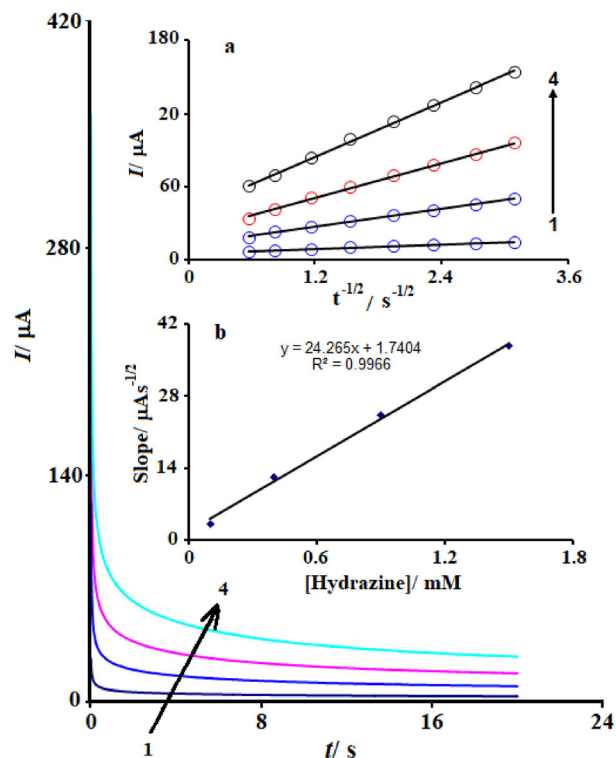 420
280
140
0
I/ µA
0
8
16
24
t/ s
1
4
a
180
20
60
0
I/ µA
0
1.2
2.4
3.6
t-1/2/ s-1/2
4
1
b
42
28
14
0
Slope/ µAs-1/2
y = 24.265x + 1.7404
R² = 0.9966
0
0.6
1.2
1.8
[Hydrazine]/ mM